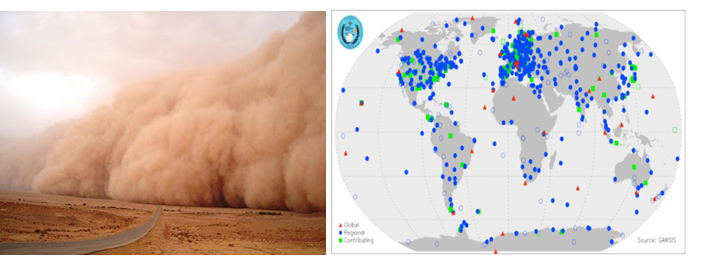 Global
Regional
Contributing
Source: GAWSIS